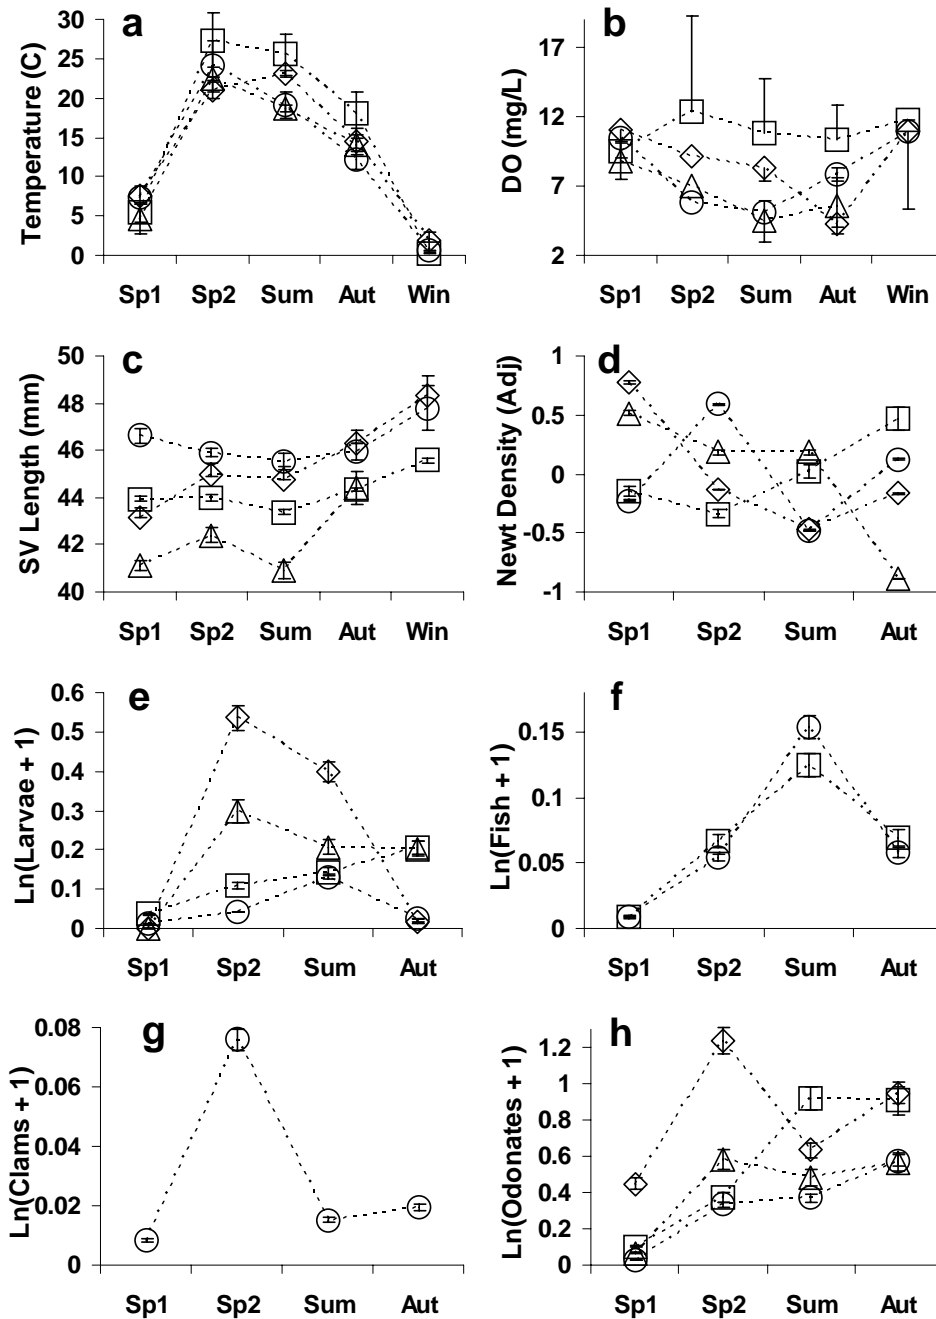 a
Temperature (C)
30
25
20
15
10
5
0
Sp1 Sp2 Sum Aut Win
b
DO (mg/L)
17
12
7
2
Sp1 Sp2 Sum Aut Win
c
SV Length (mm)
50
48
46
44
42
40
Sp1 Sp2 Sum Aut Win
d
Newt Density (Adj)
1
0.5
0
-0.5
-1
Sp1 Sp2 Sum Aut
e
Ln(Larvae + 1)
0.6
0.5
0.4
0.3
0.2
0.1
0
Sp1 Sp2 Sum Aut
f
Ln(Fish + 1)
0.15
0.1
0.05
0
Sp1 Sp2 Sum Aut
g
Ln(Clams + 1)
0.08
0.06
0.04
0.02
0
Sp1 Sp2 Sum Aut
h
Ln(Odonates + 1)
1.2
1
0.8
0.6
0.4
0.2
0
Sp1 Sp2 Sum Aut